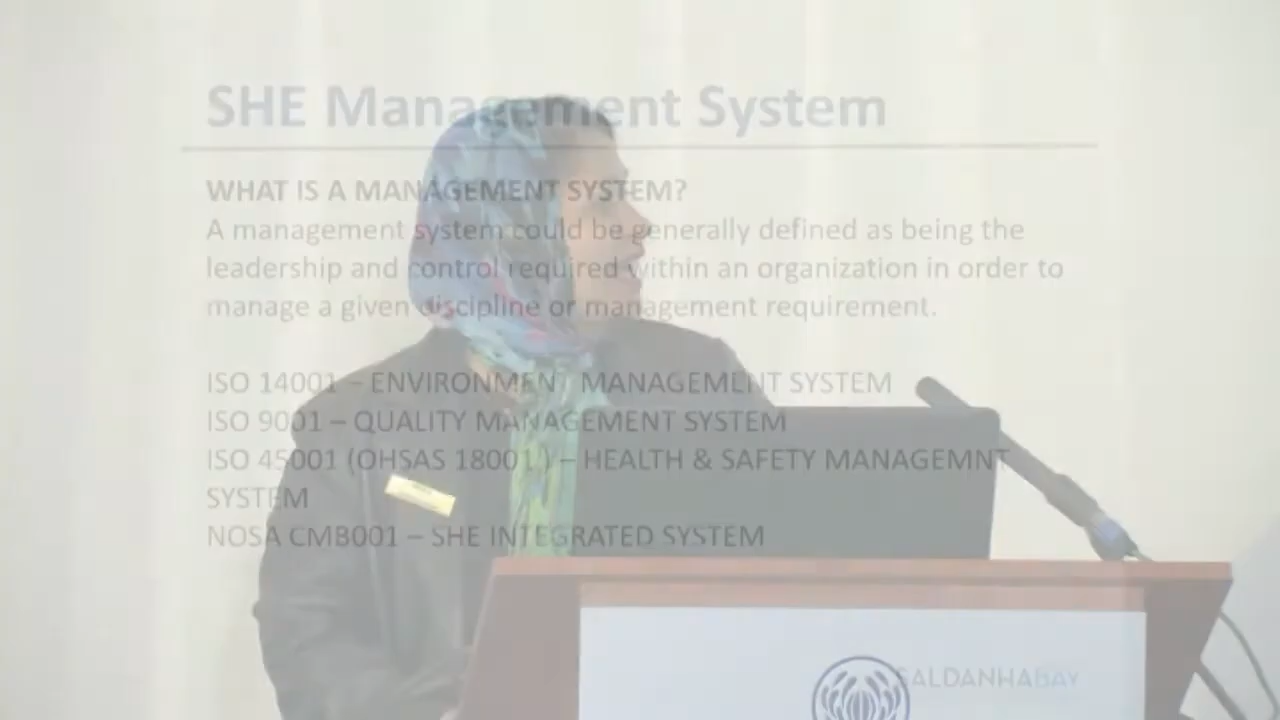 SHE Management System
WHAT IS A MANAGEMENT SYSTEM?
A management system could be generally defined as being the
leadership and control required within an organization in order to
manage a given discipline or management requirement.
ISO 14001 – ENVIRONMENT MANAGEMENT SYSTEM
ISO 9001 – QUALITY MANAGEMENT SYSTEM
ISO 45001 (OHSAS 18001) – HEALTH & SAFETY MANAGEMNT
SYSTEM
NOSA CMB001 – SHE INTEGRATED SYSTEM
SALDANHABAY